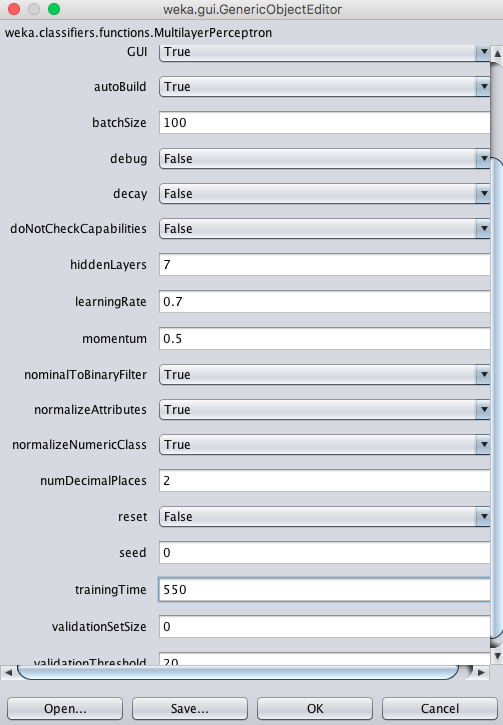 weka.gui.GenericObjectEditor
weka.classifiers.functions.MultilayerPerceptron
GUI True
autoBuild True
batchSize 100
debug False
decay False
doNotCheckCapabilities False
hiddenLayers 7
learningRate 0.7
momentum 0.5
nominalToBinaryFilter True
normalizeAttributes True
normalizeNumericClass True
numDecimalPlaces 2
reset False
seed 0
trainingTime 550
validationSetSize 0
validationThreshold 20
Open... Save... OK Cancel